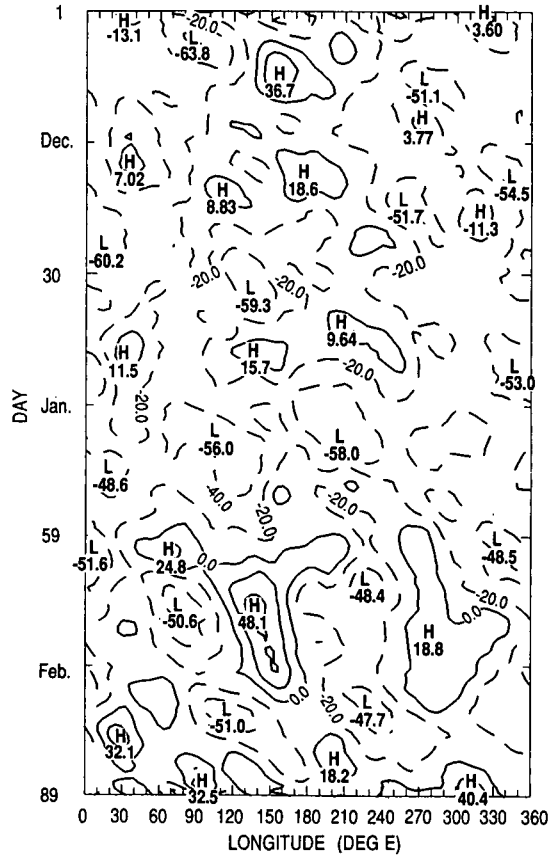 1
H
-13.1
-20.0
L
-63.8
H
3.60
H
36.7
L
-51.1
H
3.77
Dec.
H
7.02
H
8.83
H
18.6
L
-54.5
L
-51.7
H
-11.3
L
-60.2
-20.0
-20.0
30
L
-59.3
H
9.64
H
11.5
H
15.7
-20.0
L
-53.0
DAY
Jan.
-20.0
L
-56.0
L
-58.0
L
-48.6
-40.0
-20.0
-20.0
59
L
-51.6
H
24.8
0.0
L
-48.5
L
-48.4
-20.0
0.0
L
-50.6
H
48.1
H
18.8
Feb.
0.0
-20.0
L
-51.0
L
-47.7
H
32.1
H
18.2
H
32.5
H
40.4
89
0 30 60 90 120 150 180 210 240 270 300 330 360
LONGITUDE (DEG E)